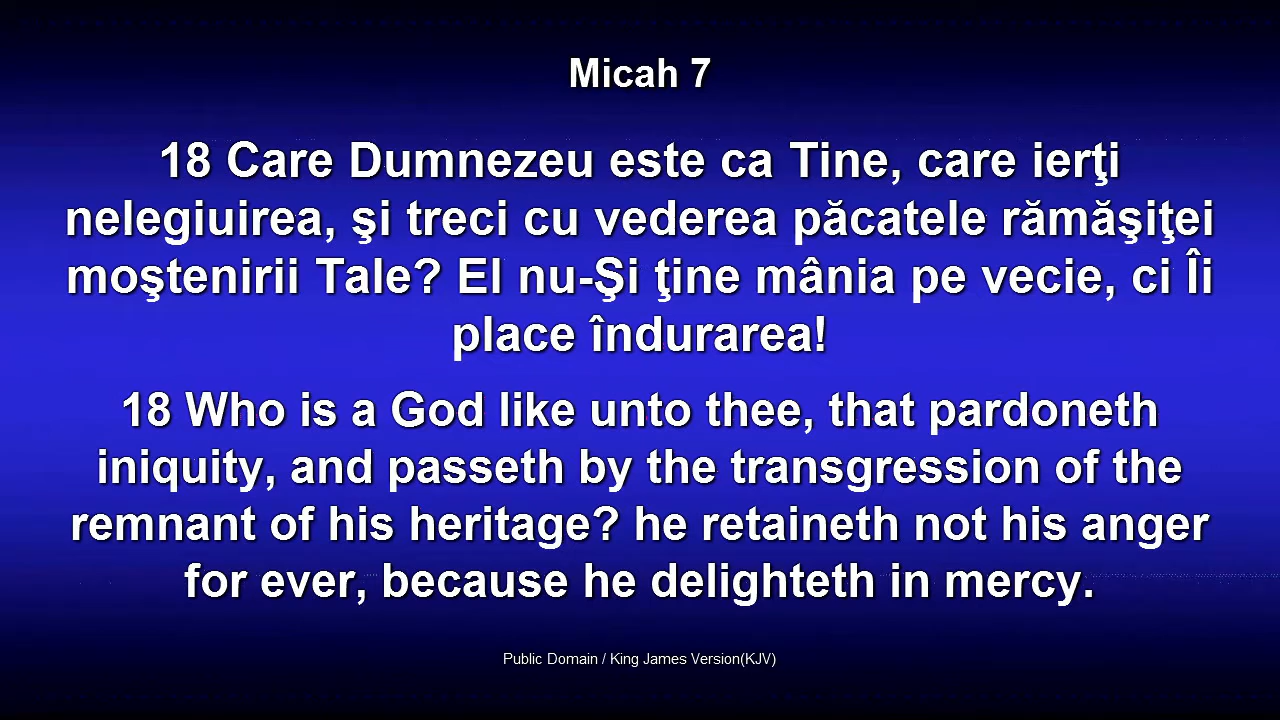 Micah 7
18 Care Dumnezeu este ca Tine, care ierţi
nelegiuirea, şi treci cu vederea păcatele rămăşiţei
moştenirii Tale? El nu-Şi ţine mânia pe vecie, ci Îi
place îndurarea!
18 Who is a God like unto thee, that pardoneth
iniquity, and passeth by the transgression of the
remnant of his heritage? he retaineth not his anger
for ever, because he delighteth in mercy.
Public Domain / King James Version(KJV)